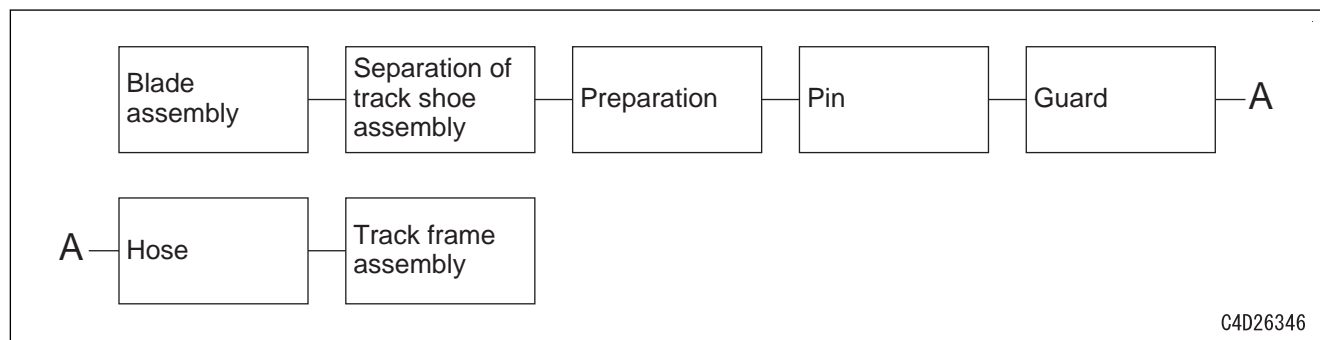 Blade
assembly
Separation of
track shoe
assembly
Preparation
Pin
Guard
A
A
Hose
Track frame
assembly
C4D26346